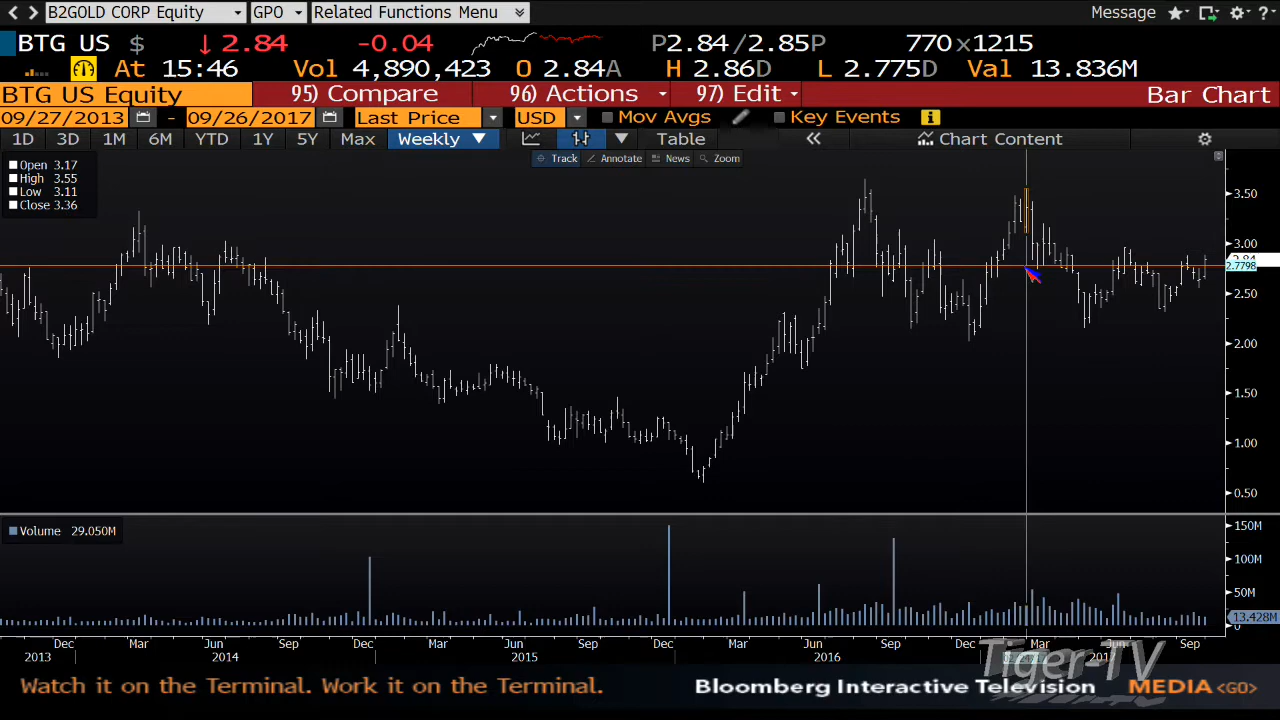 B2GOLD CORP Equity GPO Related Functions Menu Message ?
BTG US $ ↓ 2.84 -0.04 P2.84/2.85P 770x1215
At 15:46 Vol 4,890,423 O 2.84A H 2.86D L 2.775D Val 13.836M
BTG US Equity 95) Compare 96) Actions 97) Edit Bar Chart
09/27/2013 - 09/26/2017 Last Price USD Mov Avgs Key Events i
1D 3D 1M 6M YTD 1Y 5Y Max Weekly ▼ Table « Chart Content
Track Annotate News Zoom
Open 3.17
High 3.55
Low 3.11
Close 3.36
3.50
3.00
2.7798
2.50
2.00
1.50
1.00
0.50
Volume 29.050M
150M
100M
50M
13.428M
0
Dec Mar Jun Sep Dec Mar Jun Sep Dec Mar Jun Sep Dec Mar Sep
2013 2014 2015 2016
Tiger-TV
Watch it on the Terminal. Work it on the Terminal. Bloomberg Interactive Television MEDIA <GO>